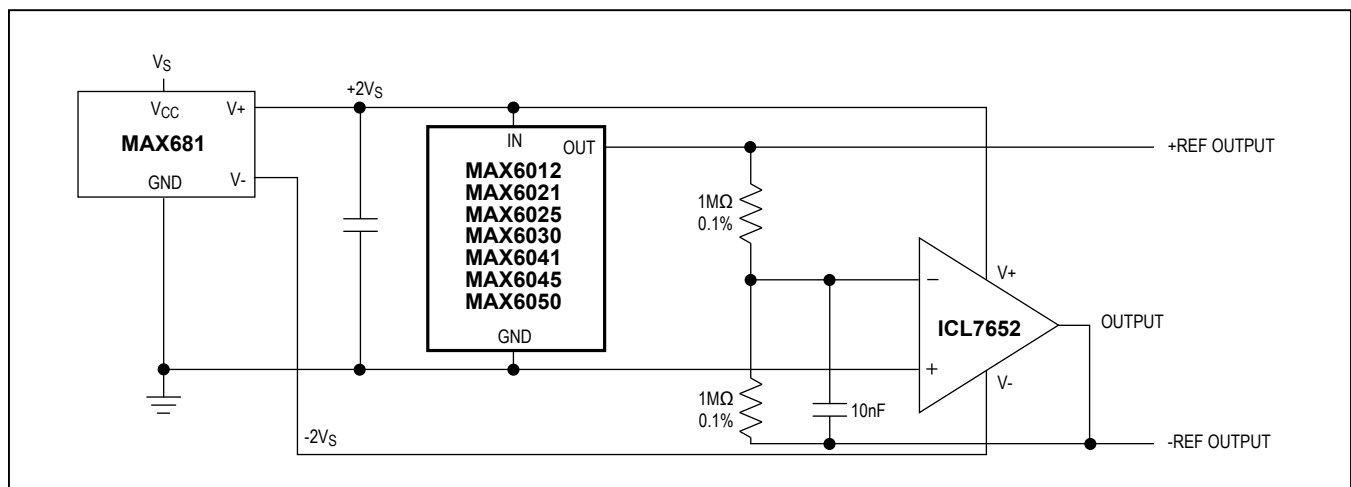 V_S
V_CC
V+
MAX681
GND
V-
+2V_S
-2V_S
IN
OUT
MAX6012
MAX6021
MAX6025
MAX6030
MAX6041
MAX6045
MAX6050
GND
1MΩ
0.1%
1MΩ
0.1%
10nF
−
+
V+
ICL7652
V-
OUTPUT
+REF OUTPUT
-REF OUTPUT